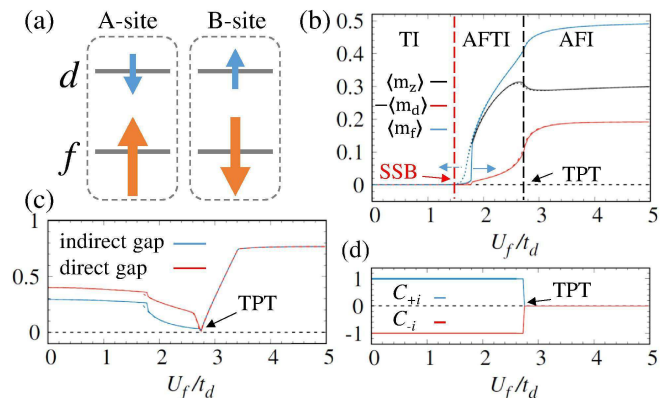 (a)
A-site
B-site
d
f
(b)
0.5
0.4
0.3
0.2
0.1
0
TI
AFTI
AFI
⟨m_z⟩
−⟨m_d⟩
⟨m_f⟩
SSB
TPT
0
1
2
3
4
5
U_f/t_d
(c)
1
0.5
0
indirect gap
direct gap
TPT
0
1
2
3
4
5
U_f/t_d
(d)
1
0
-1
C_{+i}
C_{-i}
TPT
0
1
2
3
4
5
U_f/t_d